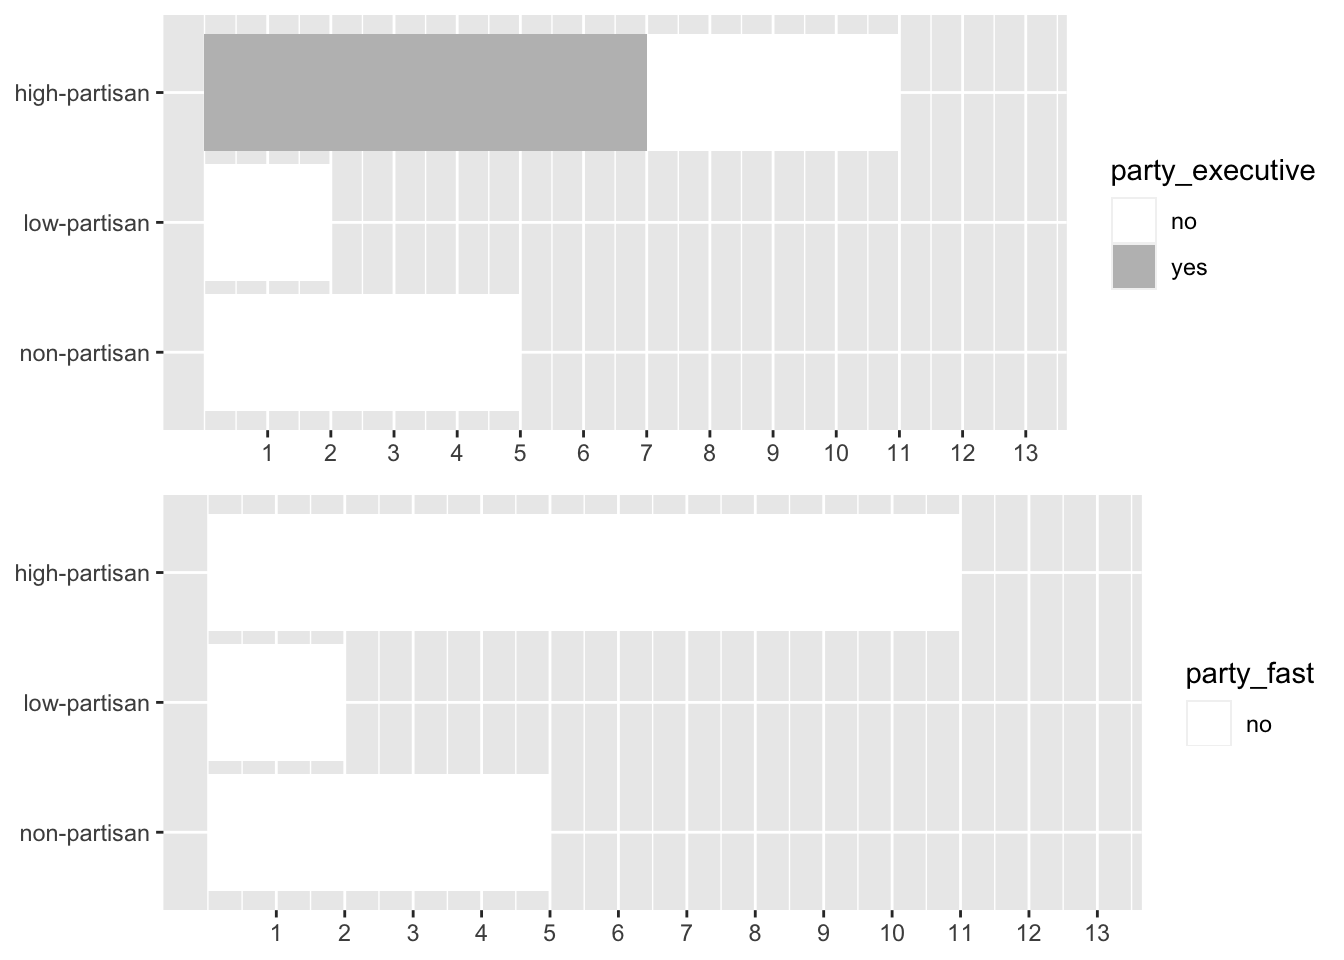 high-partisan
low-partisan
non-partisan
1 2 3 4 5 6 7 8 9 10 11 12 13
party_executive
no
yes
high-partisan
low-partisan
non-partisan
1 2 3 4 5 6 7 8 9 10 11 12 13
party_fast
no